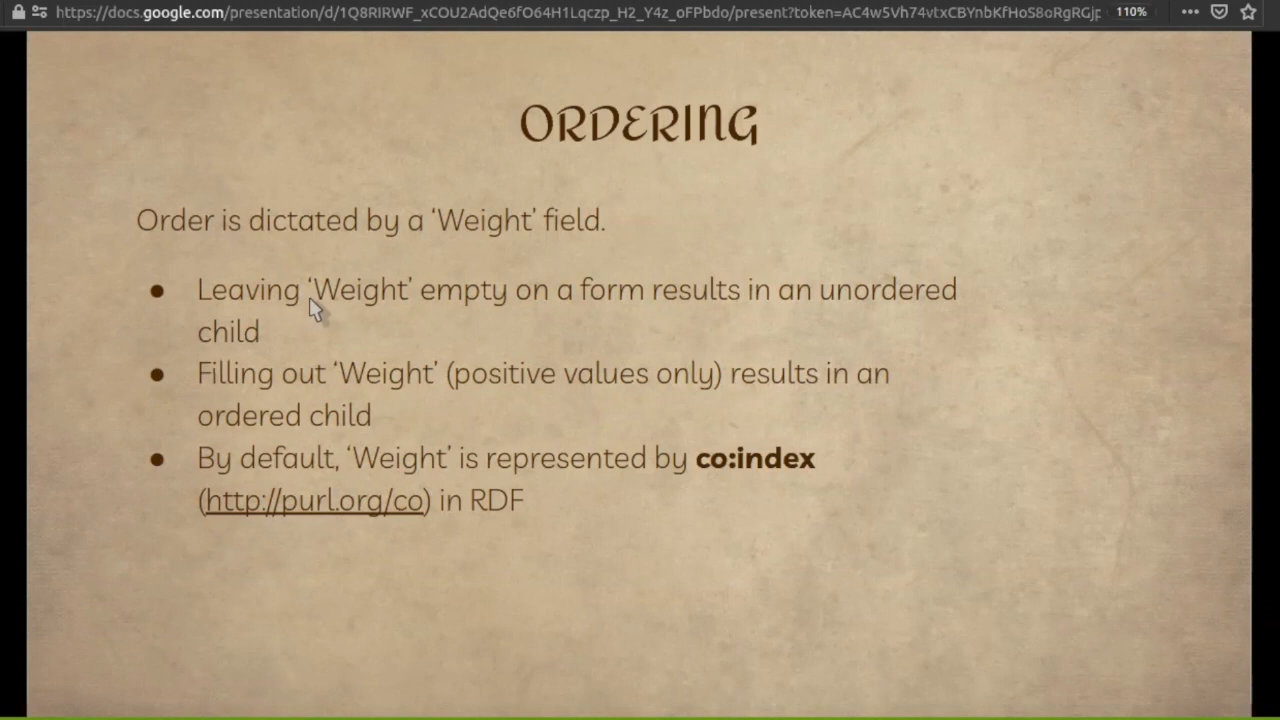 https://docs.google.com/presentation/d/1Q8RIRWF_xCOU2AdQe6fO64H1Lqczp_H2_Y4z_oFPbdo/present?token=AC4w5Vh74vtxCBYnbKfHoS8oRgRGjp 110%
ORDERING
Order is dictated by a ‘Weight’ field.
● Leaving ‘Weight’ empty on a form results in an unordered
child
● Filling out ‘Weight’ (positive values only) results in an
ordered child
● By default, ‘Weight’ is represented by co:index
(http://purl.org/co) in RDF